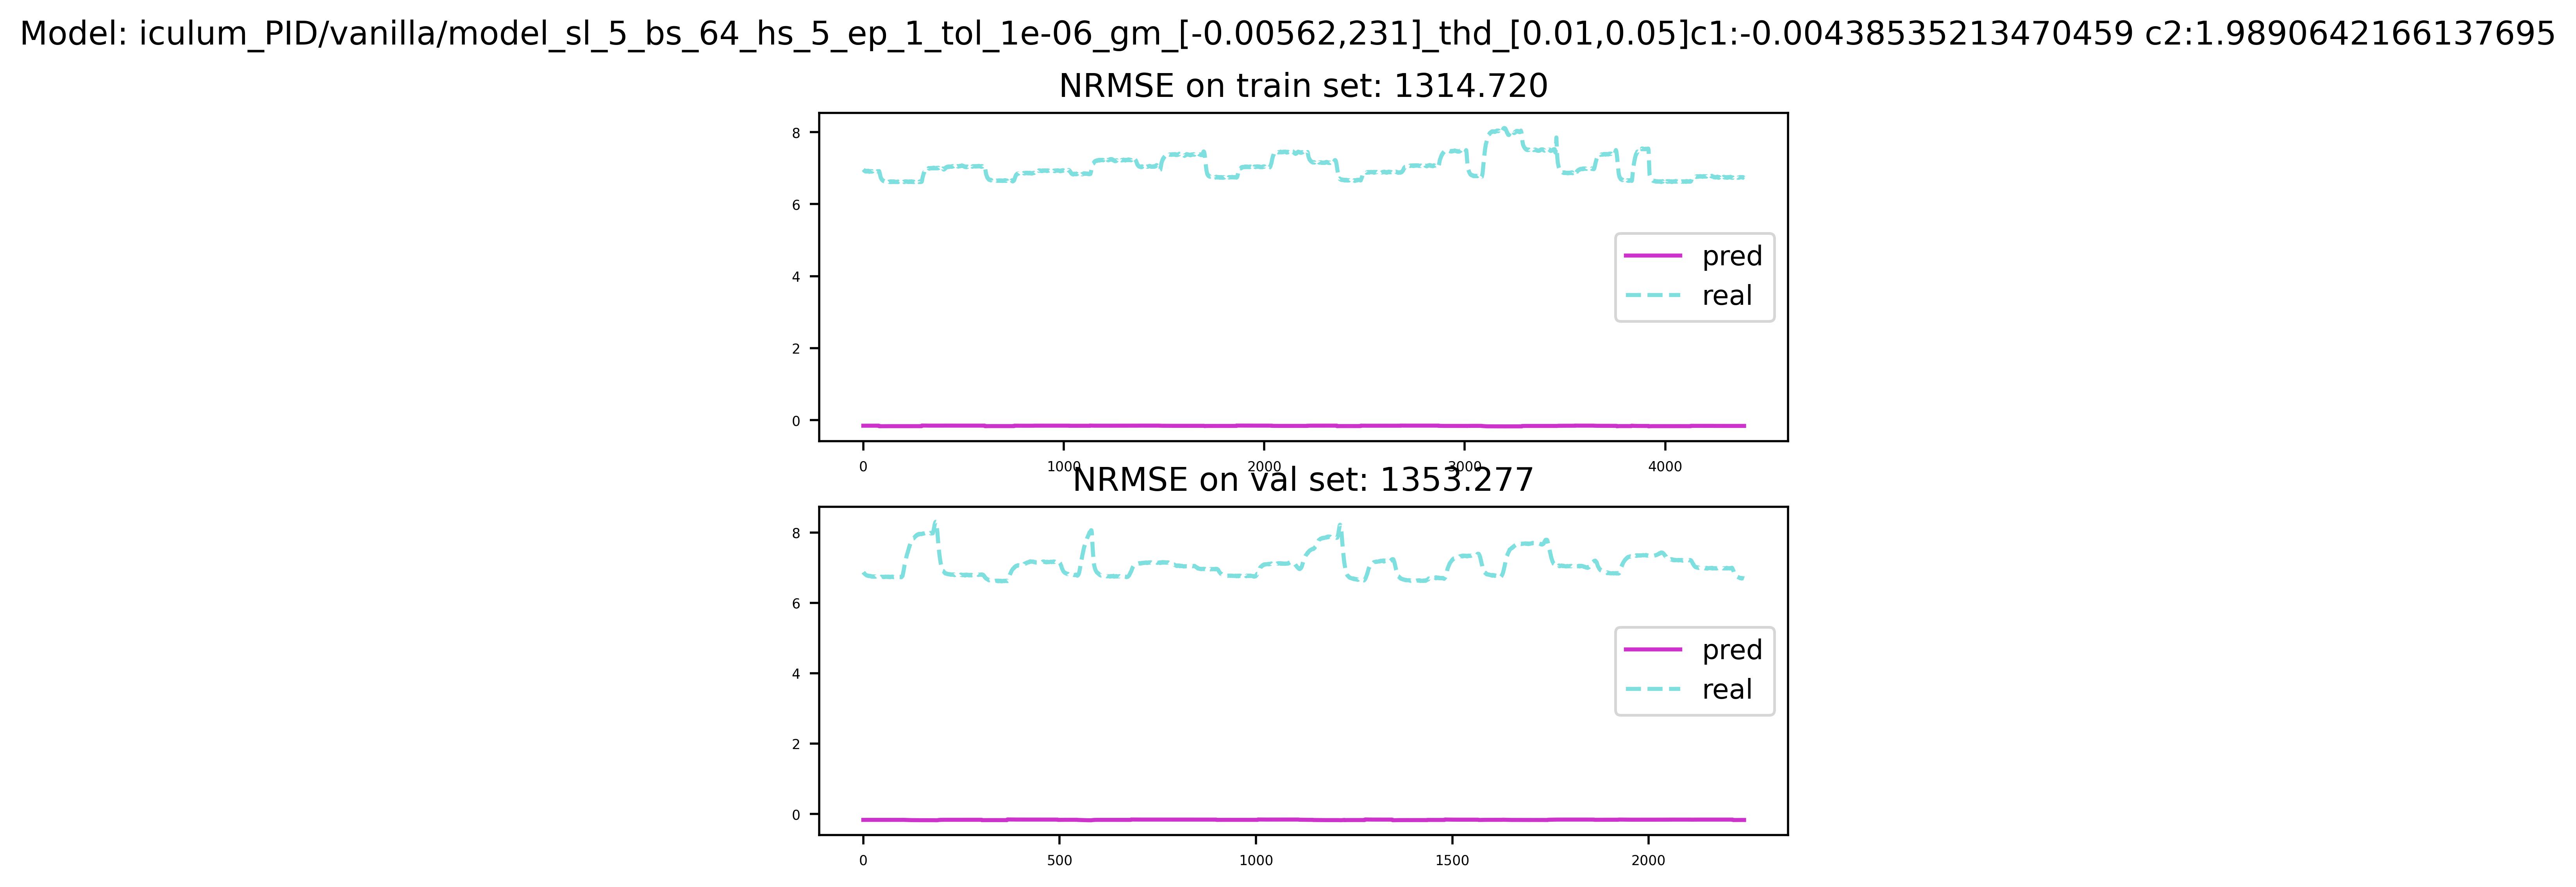 Model: iculum_PID/vanilla/model_sl_5_bs_64_hs_5_ep_1_tol_1e-06_gm_[-0.00562,231]_thd_[0.01,0.05]c1:-0.00438535213470459 c2:1.9890642166137695
NRMSE on train set: 1314.720
8
6
4
2
0
pred
real
0 1000 2000 3000 4000
NRMSE on val set: 1353.277
8
6
4
2
0
pred
real
0 500 1000 1500 2000